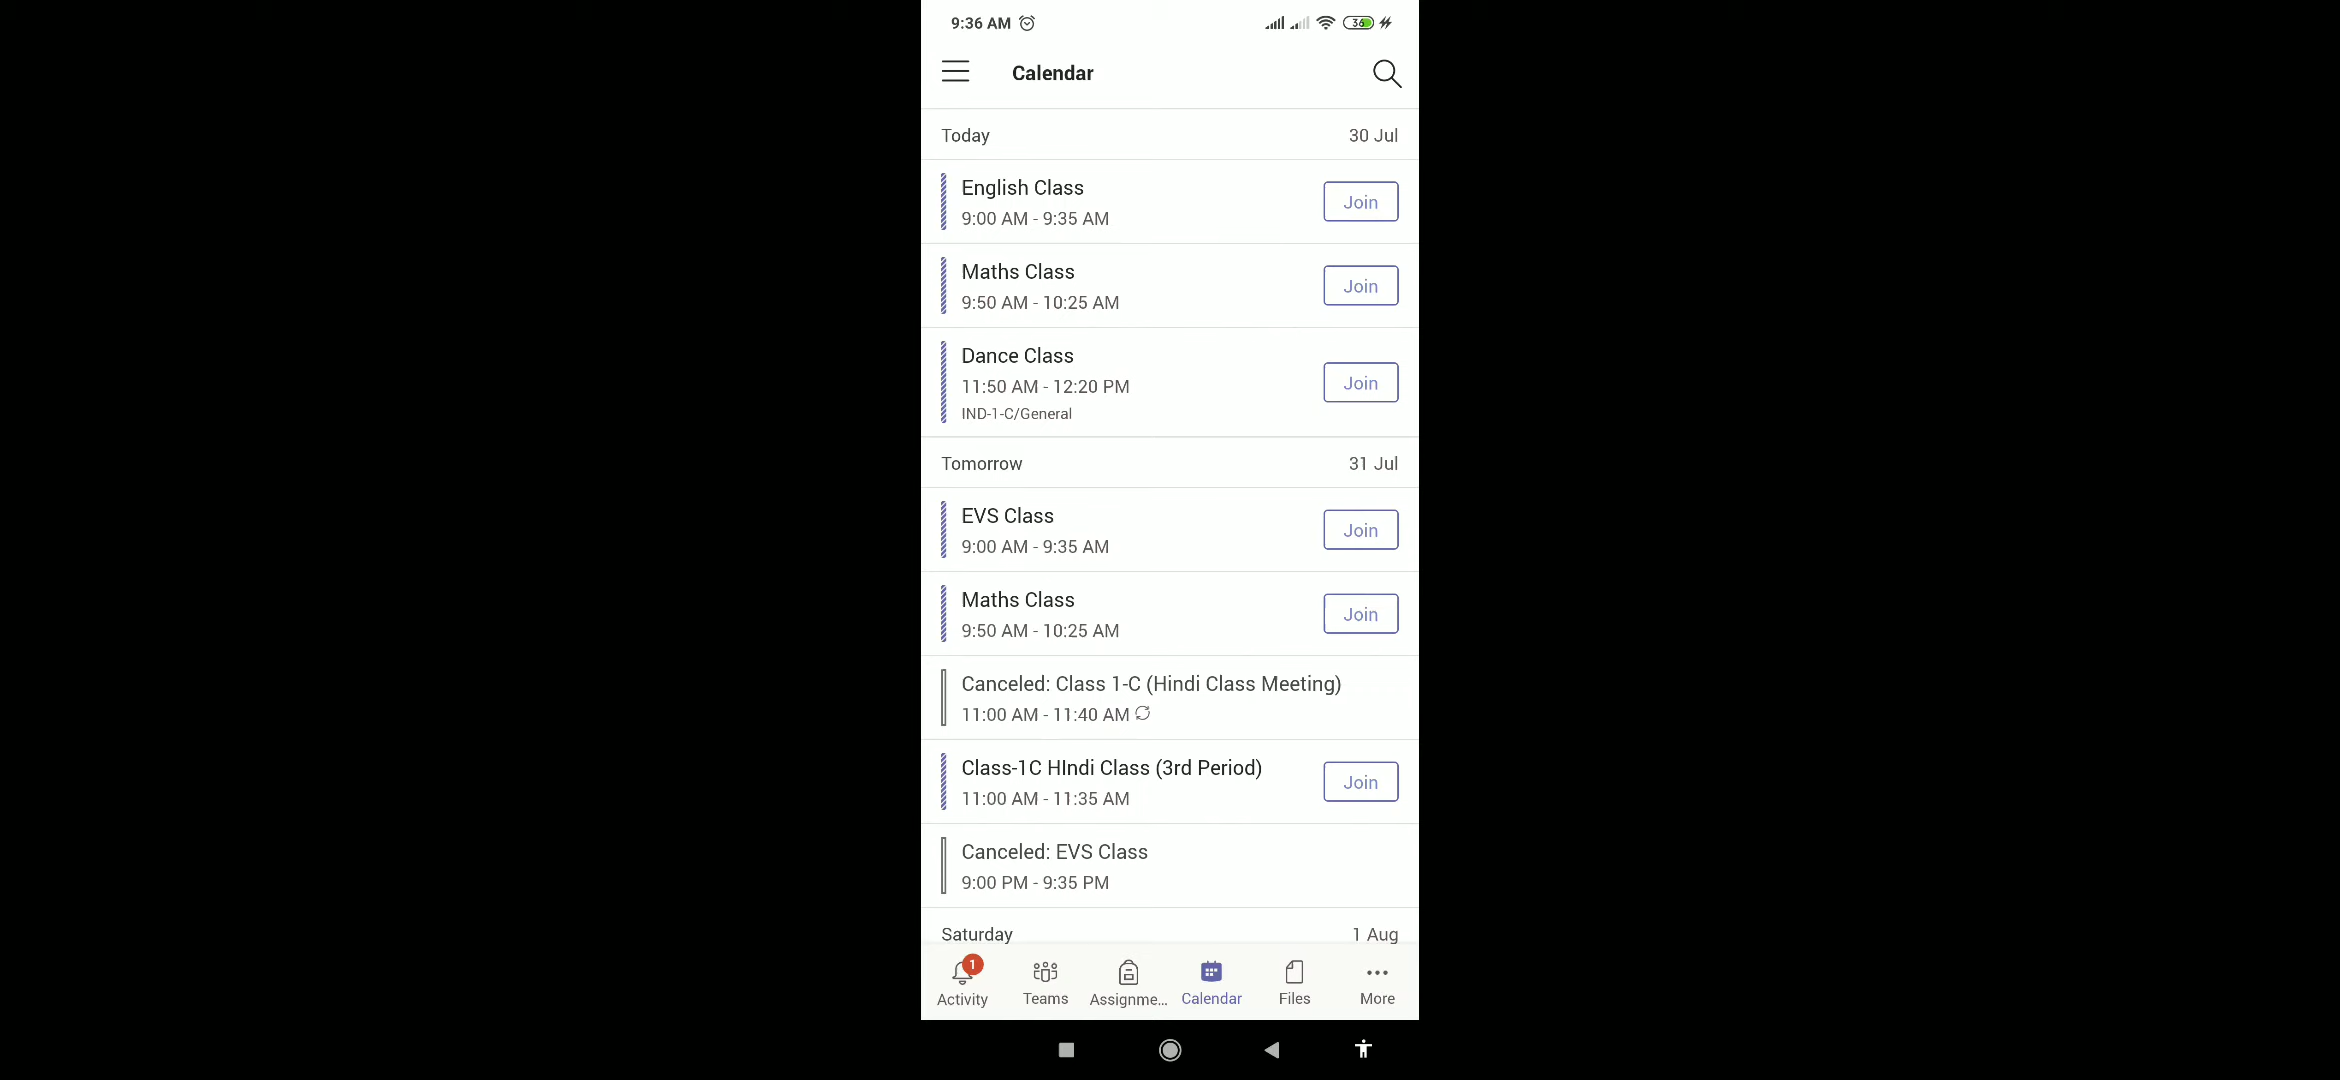 9:36 AM
36
Calendar
Today 30 Jul
English Class
9:00 AM - 9:35 AM
Join
Maths Class
9:50 AM - 10:25 AM
Join
Dance Class
11:50 AM - 12:20 PM
IND-1-C/General
Join
Tomorrow 31 Jul
EVS Class
9:00 AM - 9:35 AM
Join
Maths Class
9:50 AM - 10:25 AM
Join
Canceled: Class 1-C (Hindi Class Meeting)
11:00 AM - 11:40 AM
Class-1C HIndi Class (3rd Period)
11:00 AM - 11:35 AM
Join
Canceled: EVS Class
9:00 PM - 9:35 PM
Saturday 1 Aug
1
Activity Teams Assignme... Calendar Files More